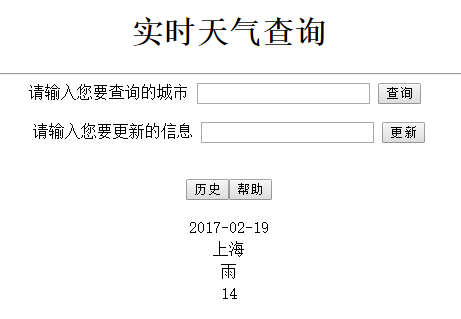 实时天气查询
请输入您要查询的城市 查询
请输入您要更新的信息 更新
历史 帮助
2017-02-19
上海
雨
14